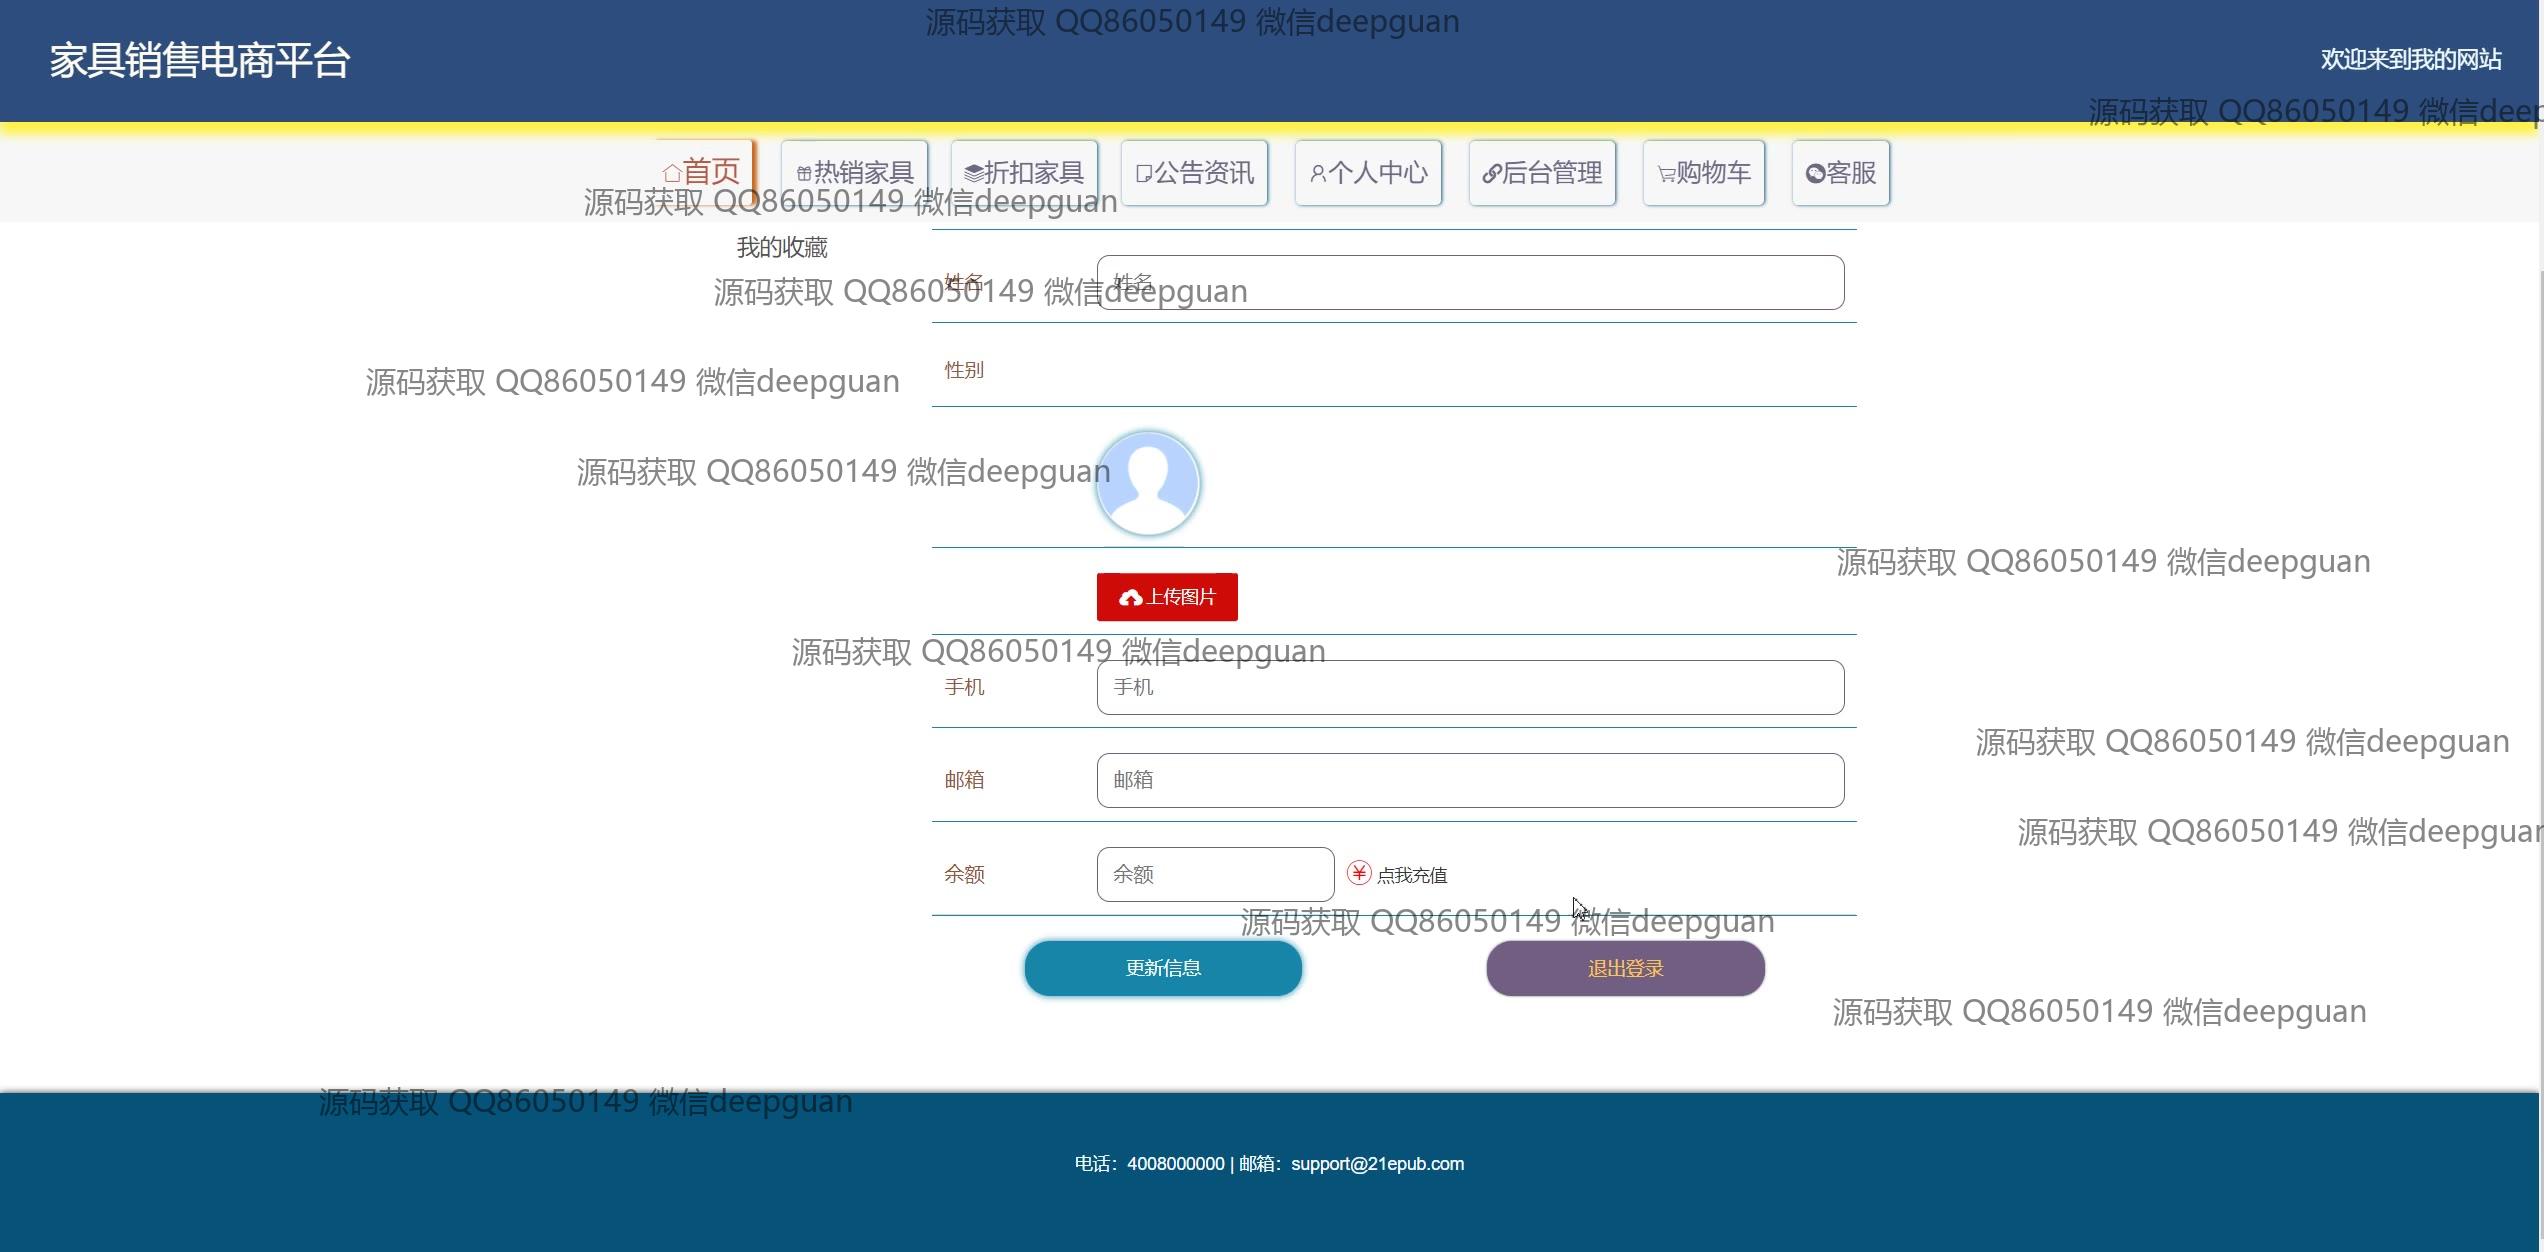 源码获取 QQ86050149 微信deepguan
家具销售电商平台
欢迎来到我的网站
源码获取 QQ86050149 微信deep
首页
热销家具
折扣家具
公告资讯
个人中心
后台管理
购物车
客服
源码获取 QQ86050149 微信deepguan
我的收藏
姓名
姓名
源码获取 QQ86050149 微信deepguan
性别
源码获取 QQ86050149 微信deepguan
源码获取 QQ86050149 微信deepguan
源码获取 QQ86050149 微信deepguan
上传图片
源码获取 QQ86050149 微信deepguan
手机
手机
源码获取 QQ86050149 微信deepguan
邮箱
邮箱
源码获取 QQ86050149 微信deepguan
余额
余额
点我充值
源码获取 QQ86050149 微信deepguan
更新信息
退出登录
源码获取 QQ86050149 微信deepguan
源码获取 QQ86050149 微信deepguan
电话：4008000000 | 邮箱：support@21epub.com